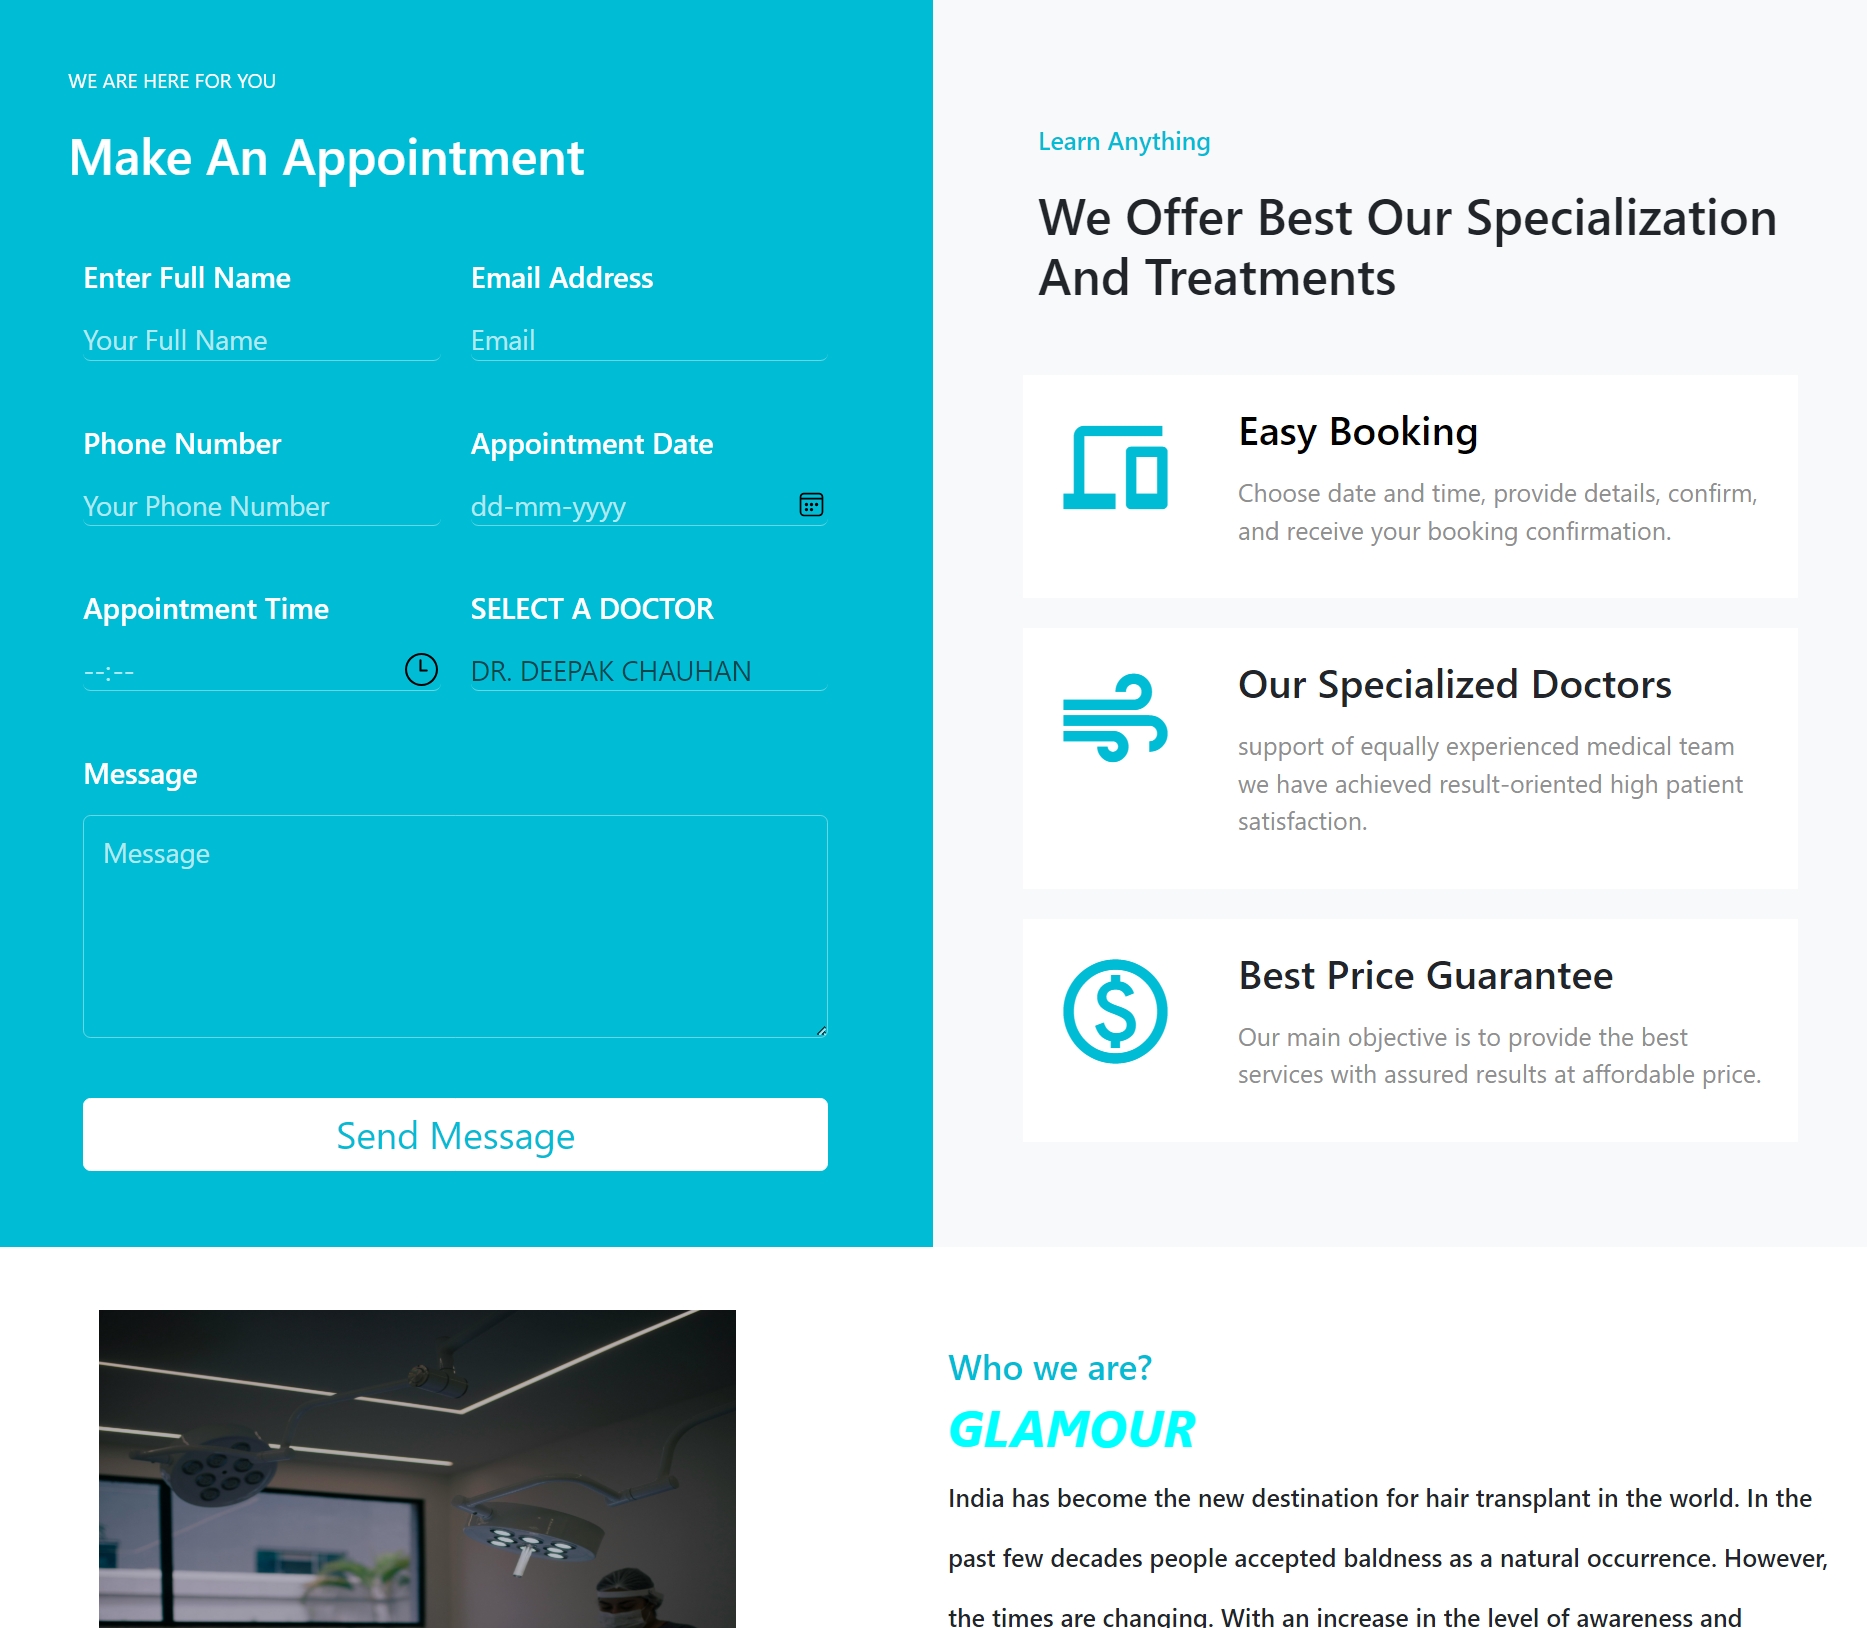 WE ARE HERE FOR YOU
Make An Appointment
Enter Full Name
Email Address
Your Full Name
Email
Phone Number
Appointment Date
Your Phone Number
dd-mm-yyyy
Appointment Time
SELECT A DOCTOR
--:--
DR. DEEPAK CHAUHAN
Message
Message
Send Message
Learn Anything
We Offer Best Our Specialization
And Treatments
Easy Booking
Choose date and time, provide details, confirm,
and receive your booking confirmation.
Our Specialized Doctors
support of equally experienced medical team
we have achieved result-oriented high patient
satisfaction.
Best Price Guarantee
Our main objective is to provide the best
services with assured results at affordable price.
Who we are?
GLAMOUR
India has become the new destination for hair transplant in the world. In the
past few decades people accepted baldness as a natural occurrence. However,
the times are changing. With an increase in the level of awareness and